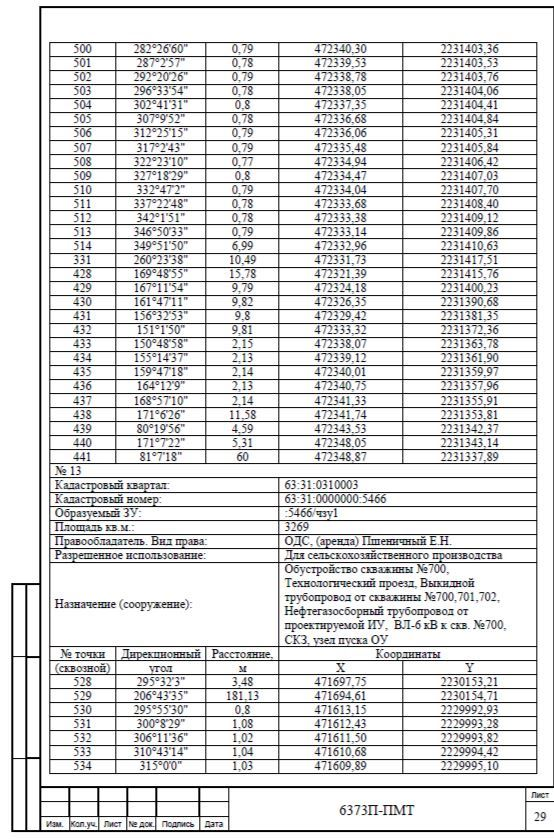 500 282°26'60" 0,79 472340,30 2231403,36
501 287°2'57" 0,78 472339,53 2231403,53
502 292°20'26" 0,79 472338,78 2231403,76
503 296°33'54" 0,78 472338,05 2231404,06
504 302°41'31" 0,8 472337,35 2231404,41
505 307°9'52" 0,78 472336,68 2231404,84
506 312°25'15" 0,79 472336,06 2231405,31
507 317°2'43" 0,79 472335,48 2231405,84
508 322°23'10" 0,77 472334,94 2231406,42
509 327°18'29" 0,8 472334,47 2231407,03
510 332°47'2" 0,79 472334,04 2231407,70
511 337°22'48" 0,78 472333,68 2231408,40
512 342°1'51" 0,78 472333,38 2231409,12
513 346°50'33" 0,79 472333,14 2231409,86
514 349°51'50" 6,99 472332,96 2231410,63
331 260°23'38" 10,49 472331,73 2231417,51
428 169°48'55" 15,78 472321,39 2231415,76
429 167°11'54" 9,79 472324,18 2231400,23
430 161°47'11" 9,82 472326,35 2231390,68
431 156°32'53" 9,8 472329,42 2231381,35
432 151°1'50" 9,81 472333,32 2231372,36
433 150°48'58" 2,15 472338,07 2231363,78
434 155°14'37" 2,13 472339,12 2231361,90
435 159°47'18" 2,14 472340,01 2231359,97
436 164°12'9" 2,13 472340,75 2231357,96
437 168°57'10" 2,14 472341,33 2231355,91
438 171°6'26" 11,58 472341,74 2231353,81
439 80°19'56" 4,59 472343,53 2231342,37
440 171°7'22" 5,31 472348,05 2231343,14
441 81°7'18" 60 472348,87 2231337,89
№ 13
Кадастровый квартал: 63:31:0310003
Кадастровый номер: 63:31:0000000:5466
Образуемый ЗУ: :5466/чзу1
Площадь кв.м.: 3269
Правообладатель. Вид права: ОДС, (аренда) Пшеничный Е.Н.
Разрешенное использование: Для сельскохозяйственного производства
Назначение (сооружение): Обустройство скважины №700,
Технологический проезд, Выкидной
трубопровод от скважины №700,701,702,
Нефтегазосборный трубопровод от
проектируемой ИУ, ВЛ-6 кВ к скв. №700,
СКЗ, узел пуска ОУ
№ точки Дирекционный Расстояние, Координаты
(сквозной) угол м X Y
528 295°32'3" 3,48 471697,75 2230153,21
529 206°43'35" 181,13 471694,61 2230154,71
530 295°55'30" 0,8 471613,15 2229992,93
531 300°8'29" 1,08 471612,43 2229993,28
532 306°11'36" 1,02 471611,50 2229993,82
533 310°43'14" 1,04 471610,68 2229994,42
534 315°0'0" 1,03 471609,89 2229995,10
6373П-ПМТ
Лист
29
Изм. Кол.уч. Лист № док. Подпись Дата